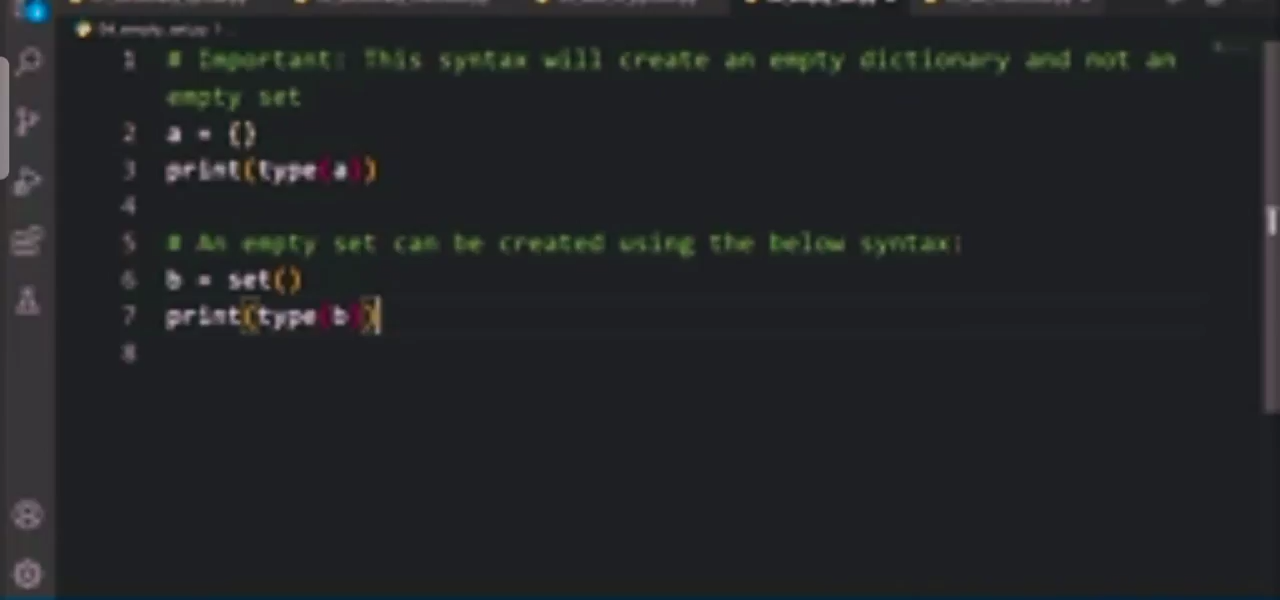 1 # Important: This syntax will create an empty dictionary and not an
empty set
2 a = {}
3 print(type(a))
4
5 # An empty set can be created using the below syntax:
6 b = set()
7 print(type(b))
8